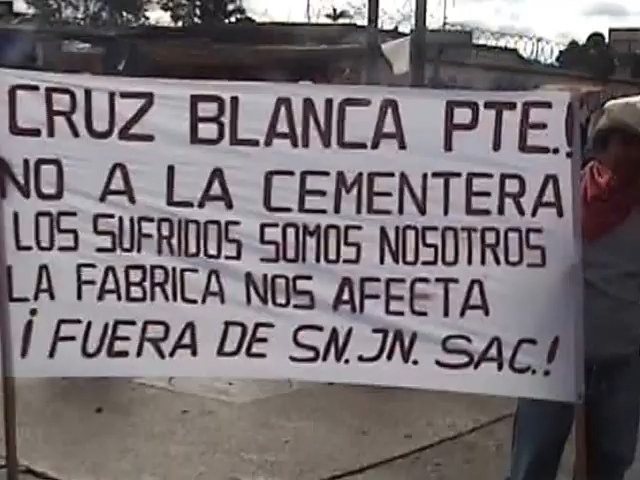 CRUZ BLANCA PTE.!
NO A LA CEMENTERA
LOS SUFRIDOS SOMOS NOSOTROS
LA FABRICA NOS AFECTA
¡FUERA DE SN. JN. SAC.!